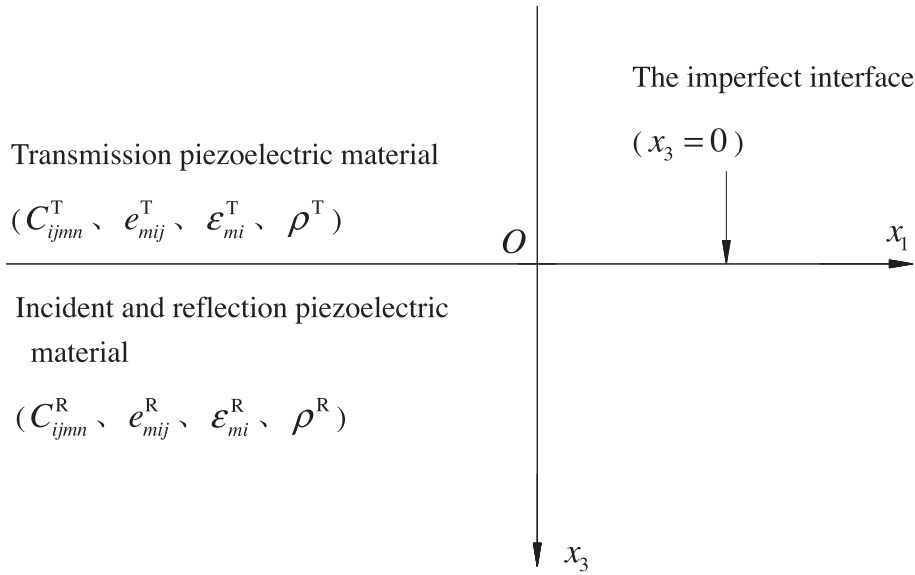 The imperfect interface
( x₃ = 0 )
Transmission piezoelectric material
( C^T_ijmn 、 e^T_mij 、 ε^T_mi 、 ρ^T )
O
x₁
Incident and reflection piezoelectric
material
( C^R_ijmn 、 e^R_mij 、 ε^R_mi 、 ρ^R )
x₃